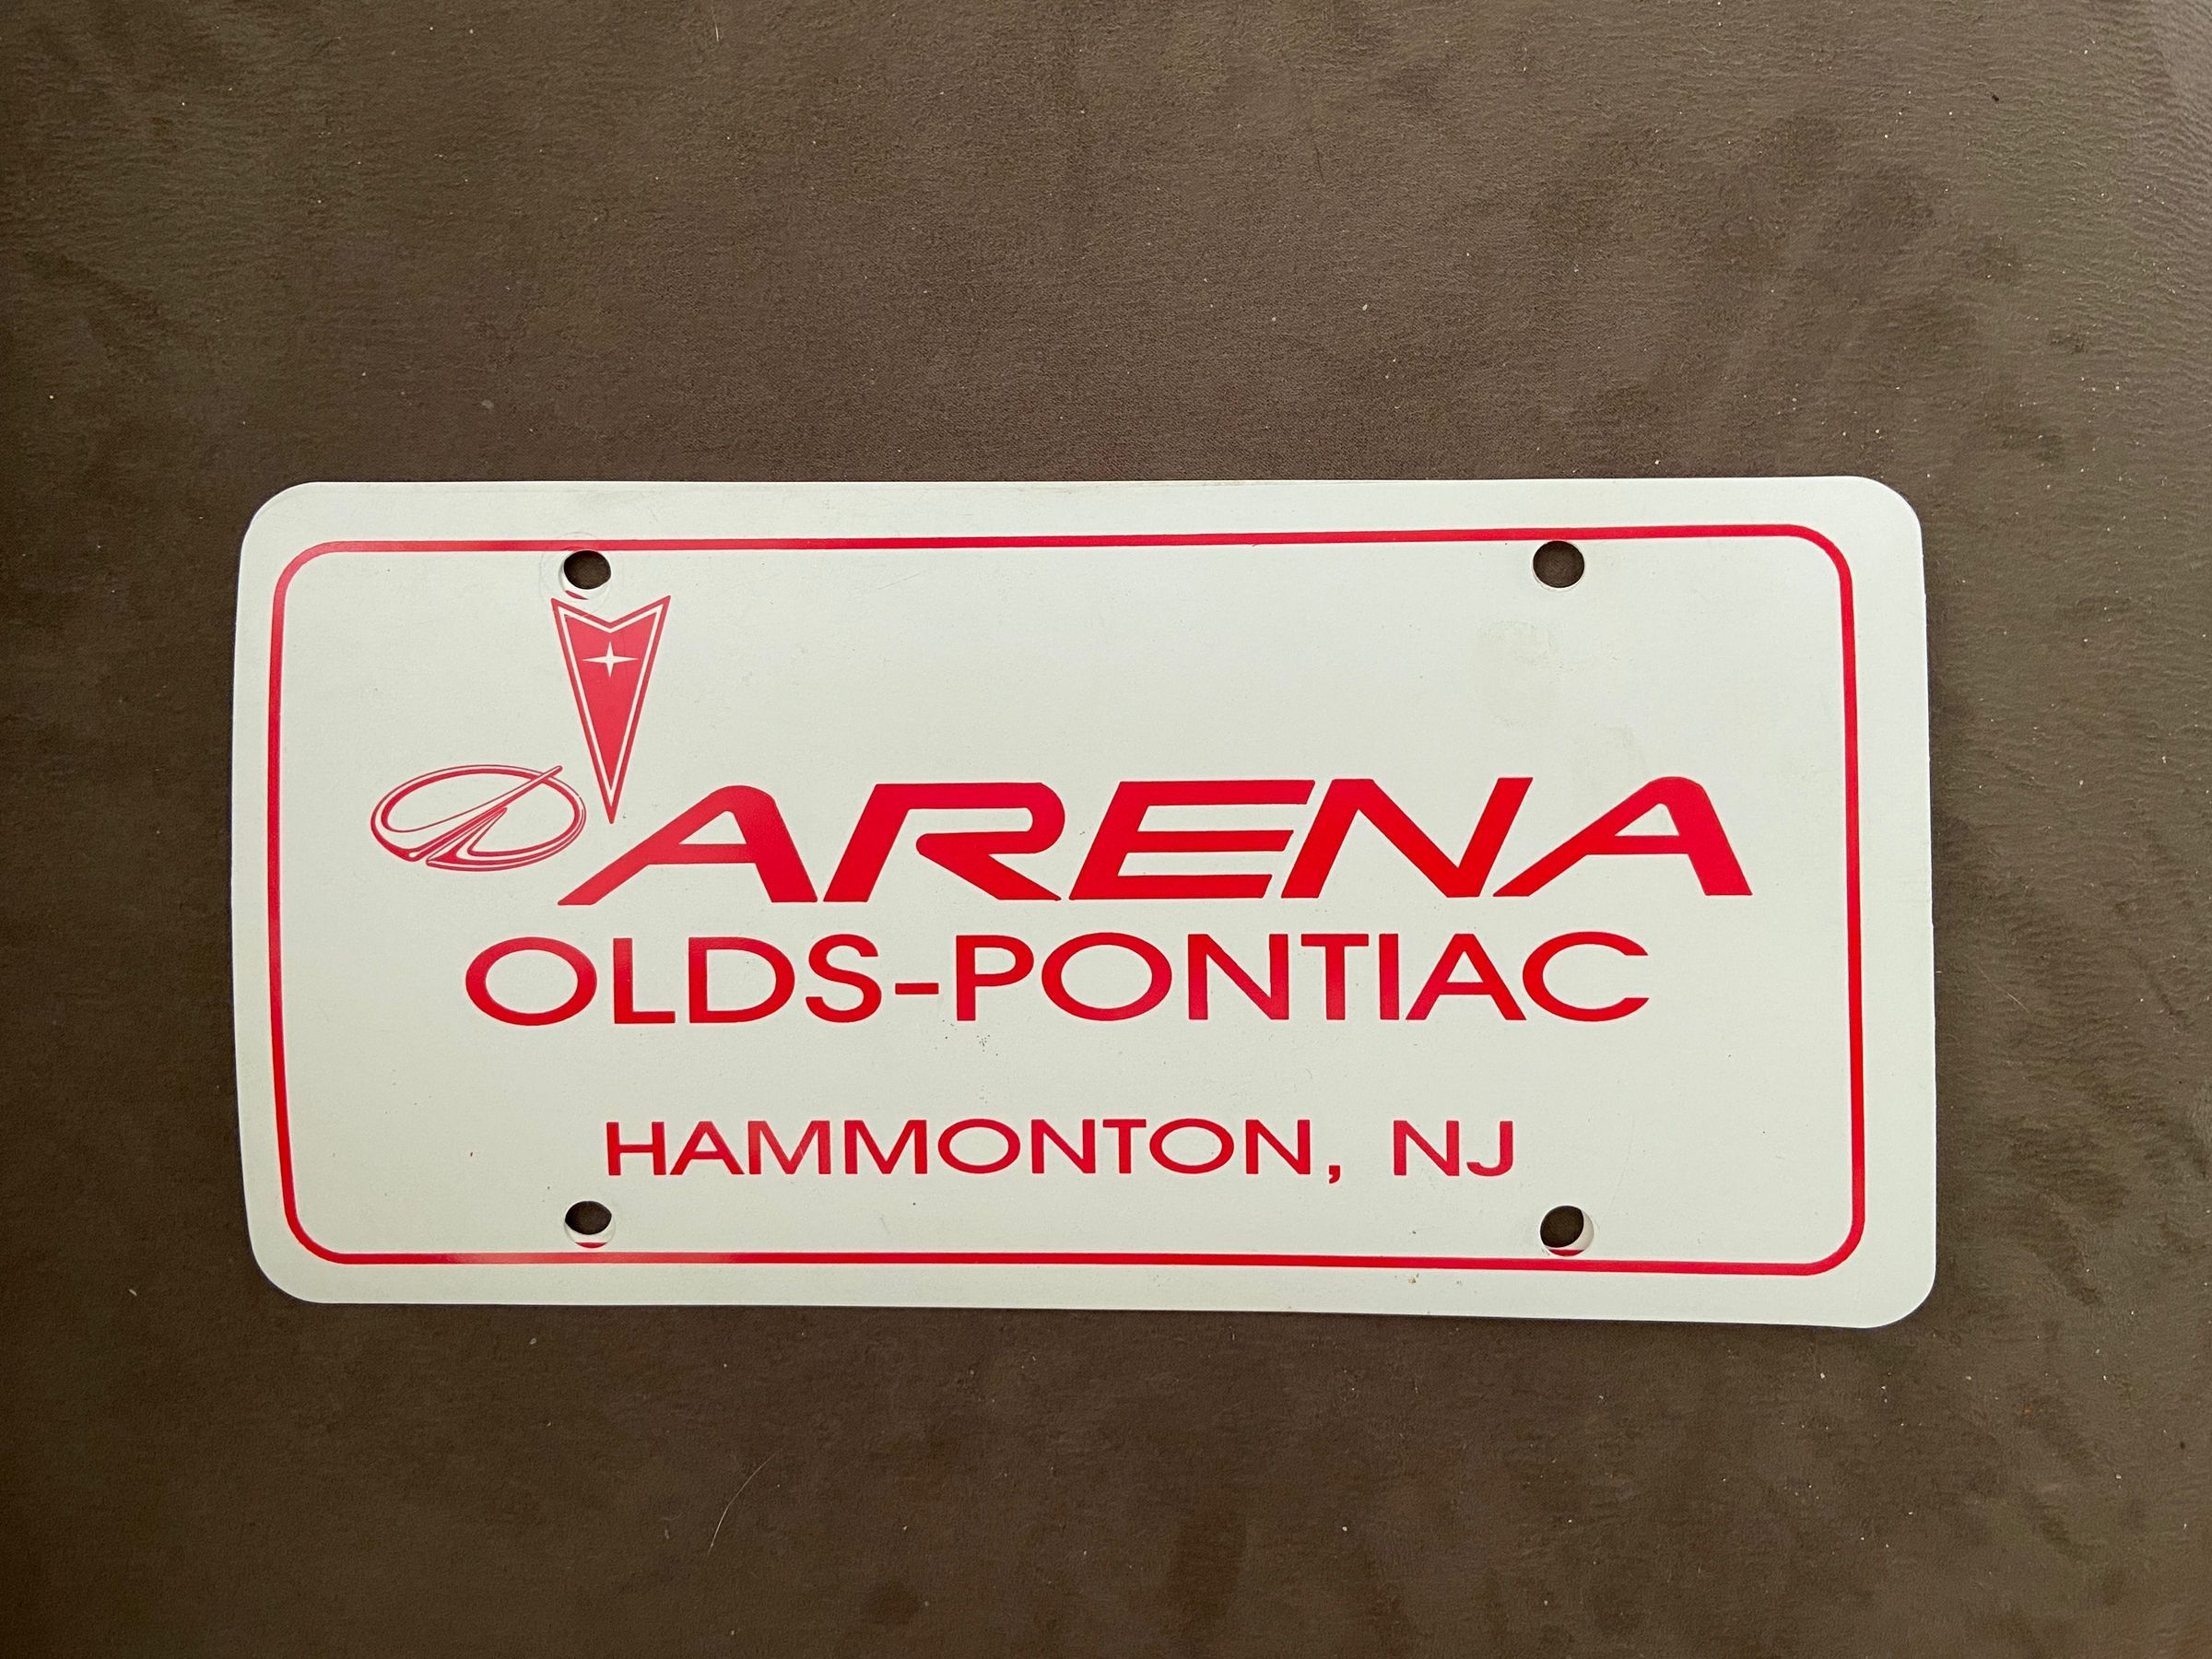 ARENA
OLDS-PONTIAC
HAMMONTON, NJ